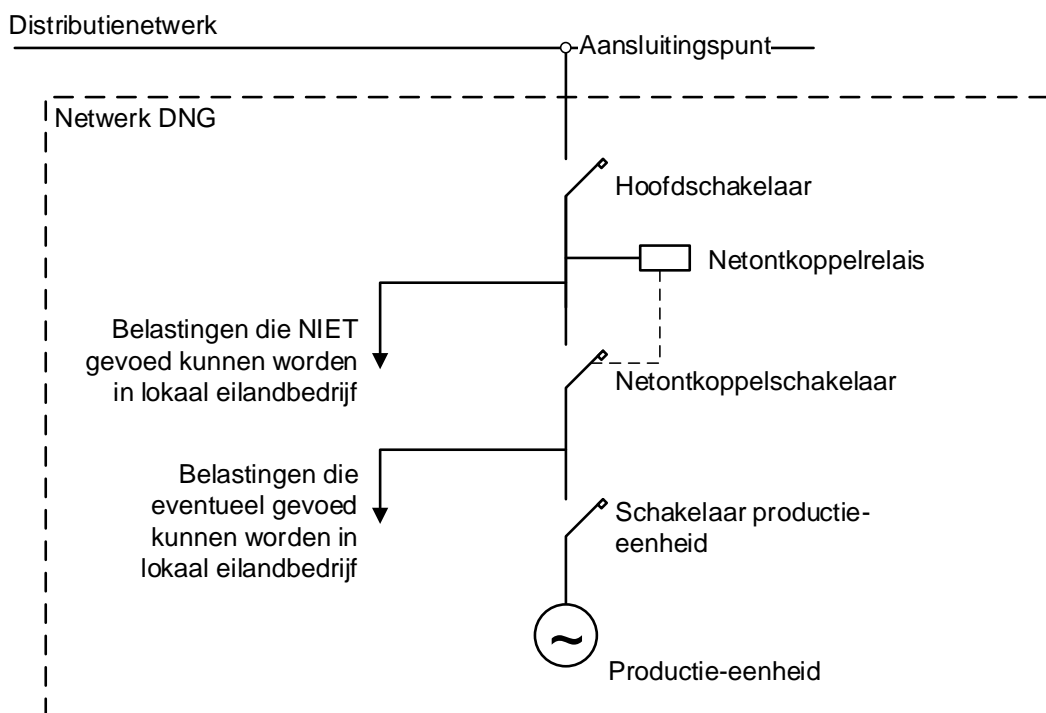 Distributienetwerk
Aansluitingspunt
Netwerk DNG
Hoofdschakelaar
Netontkoppelrelais
Belastingen die NIET
gevoed kunnen worden
in lokaal eilandbedrijf
Netontkoppelschakelaar
Belastingen die
eventueel gevoed
kunnen worden in
lokaal eilandbedrijf
Schakelaar productie-
eenheid
~
Productie-eenheid